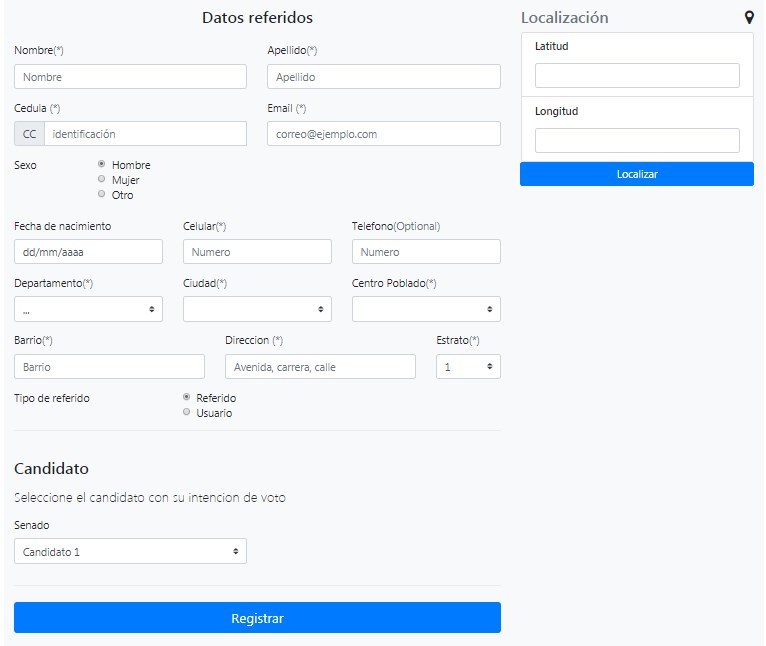 Datos referidos
Nombre(*) Apellido(*)
Nombre Apellido
Cedula (*) Email (*)
CC identificación correo@ejemplo.com
Sexo Hombre
Mujer
Otro
Fecha de nacimiento Celular(*) Telefono(Optional)
dd/mm/aaaa Numero Numero
Departamento(*) Ciudad(*) Centro Poblado(*)
...
Barrio(*) Direccion (*) Estrato(*)
Barrio Avenida, carrera, calle 1
Tipo de referido Referido
Usuario
Candidato
Seleccione el candidato con su intencion de voto
Senado
Candidato 1
Registrar
Localización
Latitud
Longitud
Localizar